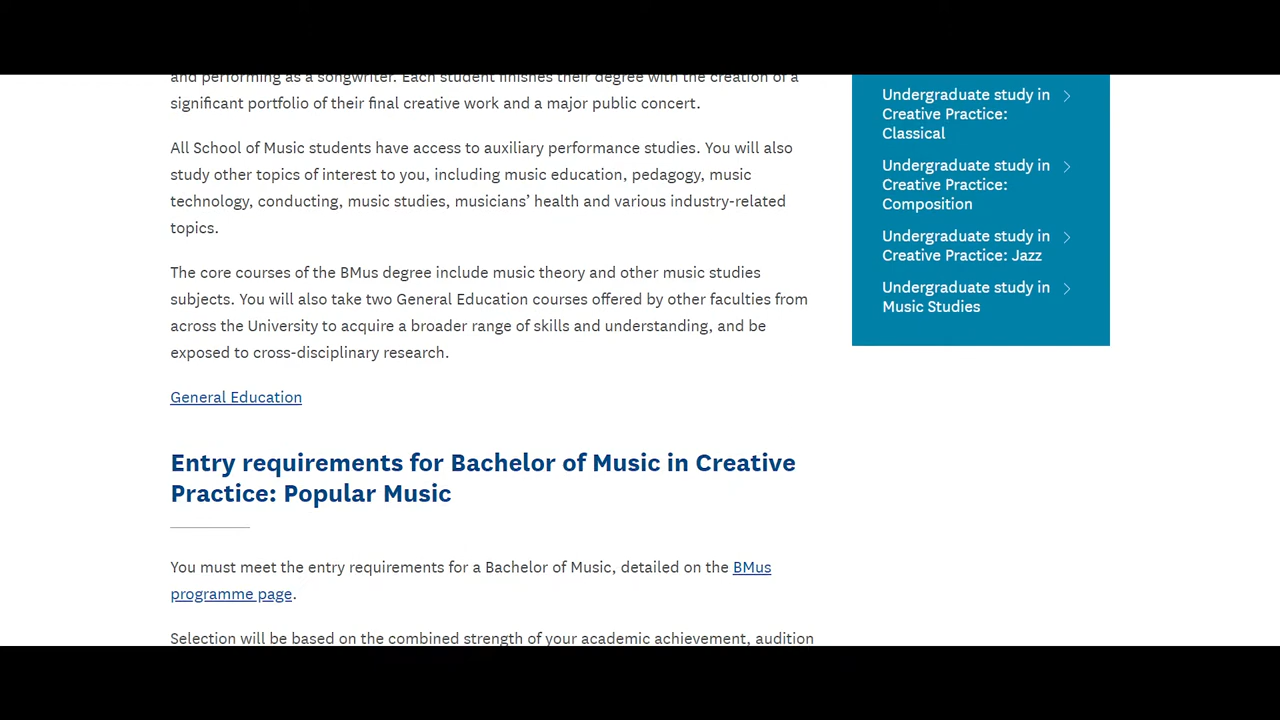 and performing as a songwriter. Each student finishes their degree with the creation of a
significant portfolio of their final creative work and a major public concert.
All School of Music students have access to auxiliary performance studies. You will also
study other topics of interest to you, including music education, pedagogy, music
technology, conducting, music studies, musicians’ health and various industry-related
topics.
The core courses of the BMus degree include music theory and other music studies
subjects. You will also take two General Education courses offered by other faculties from
across the University to acquire a broader range of skills and understanding, and be
exposed to cross-disciplinary research.
General Education
Entry requirements for Bachelor of Music in Creative
Practice: Popular Music
You must meet the entry requirements for a Bachelor of Music, detailed on the BMus
programme page.
Selection will be based on the combined strength of your academic achievement, audition
Undergraduate study in
Creative Practice:
Classical
Undergraduate study in
Creative Practice:
Composition
Undergraduate study in
Creative Practice: Jazz
Undergraduate study in
Music Studies